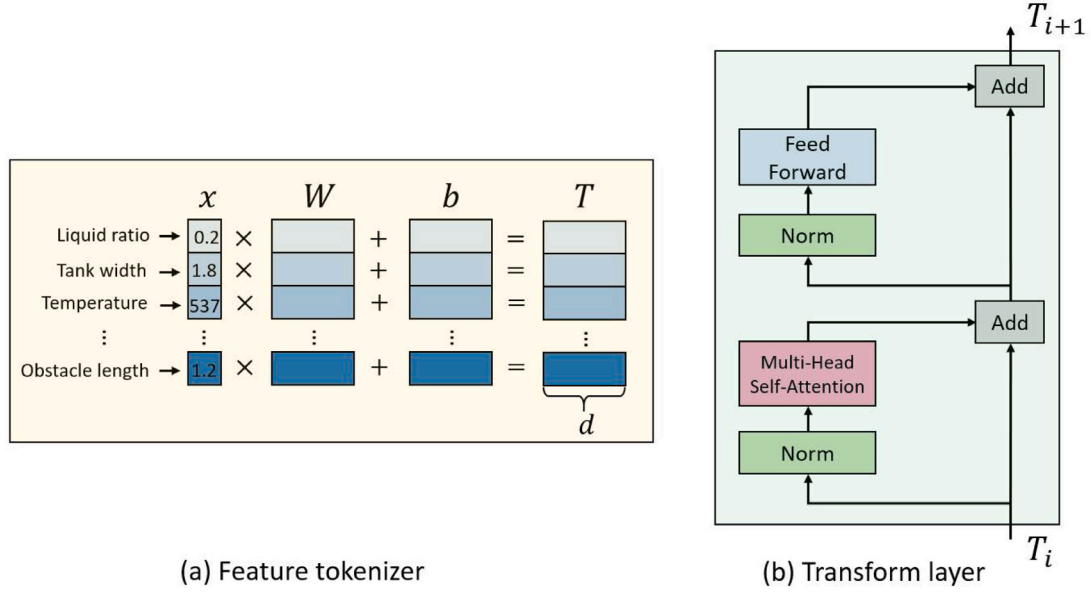 x W b T
Liquid ratio 0.2 × + =
Tank width 1.8 × + =
Temperature 537 × + =
⋮ ⋮ ⋮ ⋮ ⋮
Obstacle length 1.2 × + =
d
(a) Feature tokenizer
T_{i+1}
Add
Feed
Forward
Norm
Add
Multi-Head
Self-Attention
Norm
T_i
(b) Transform layer